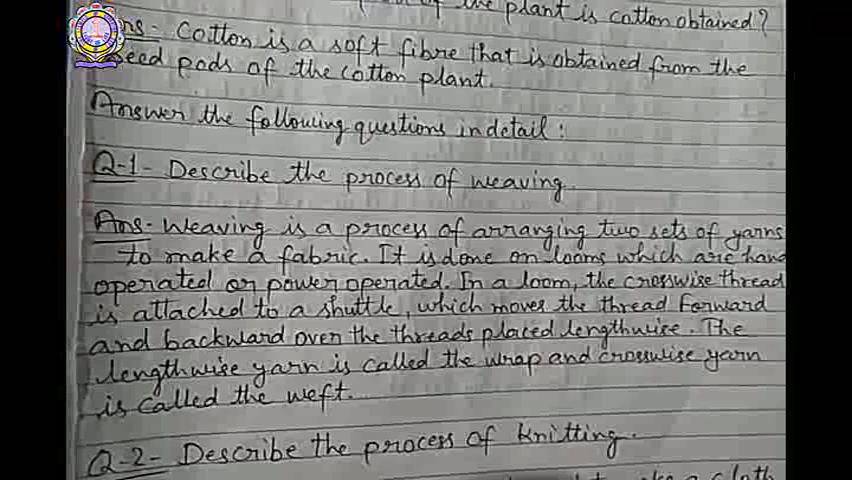 the plant is cotton obtained?
Ans- Cotton is a soft fibre that is obtained from the
seed pods of the cotton plant.
Answer the following questions in detail:
Q-1- Describe the process of weaving.
Ans- Weaving is a process of arranging two sets of yarns
to make a fabric. It is done on looms which are hand
operated or power operated. In a loom, the crosswise thread
is attached to a shuttle, which moves the thread forward
and backward over the threads placed lengthwise. The
lengthwise yarn is called the wrap and crosswise yarn
is called the weft.
Q-2- Describe the process of knitting.
a cloth